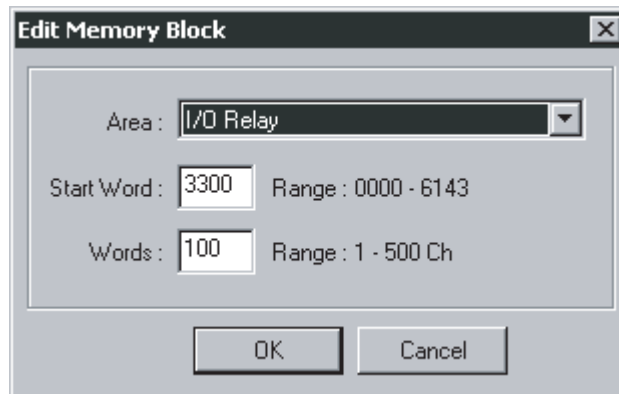 Edit Memory Block
Area : I/O Relay
Start Word : 3300 Range : 0000 - 6143
Words : 100 Range : 1 - 500 Ch
OK Cancel